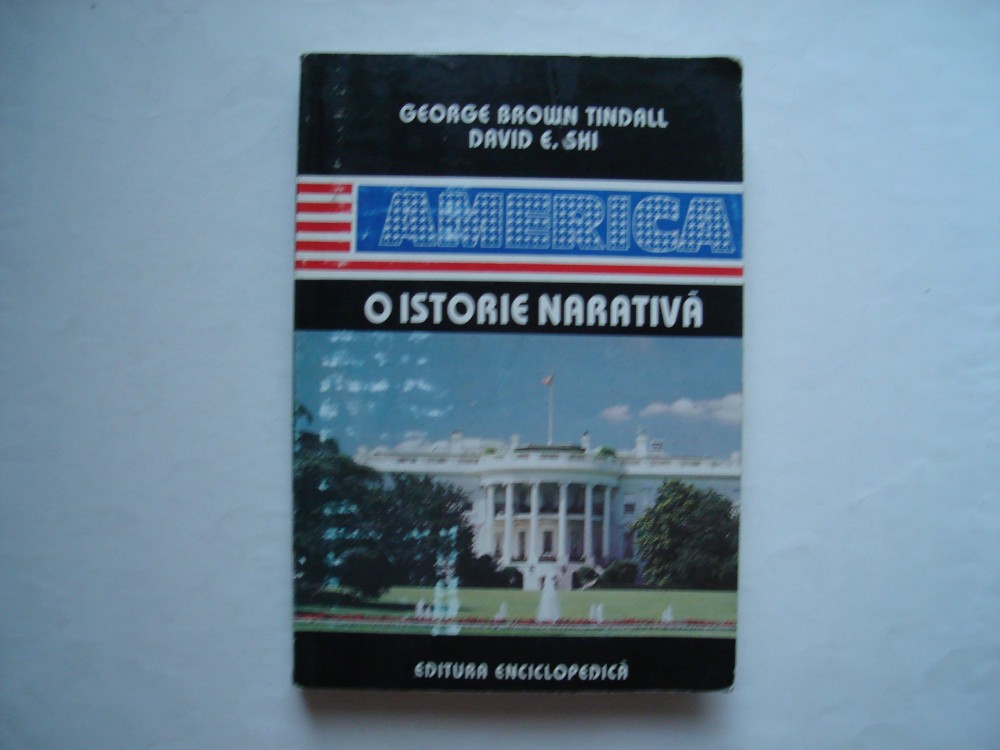 GEORGE BROWN TINDALL
DAVID E. SHI
AMERICA
O ISTORIE NARATIVĂ
EDITURA ENCICLOPEDICĂ